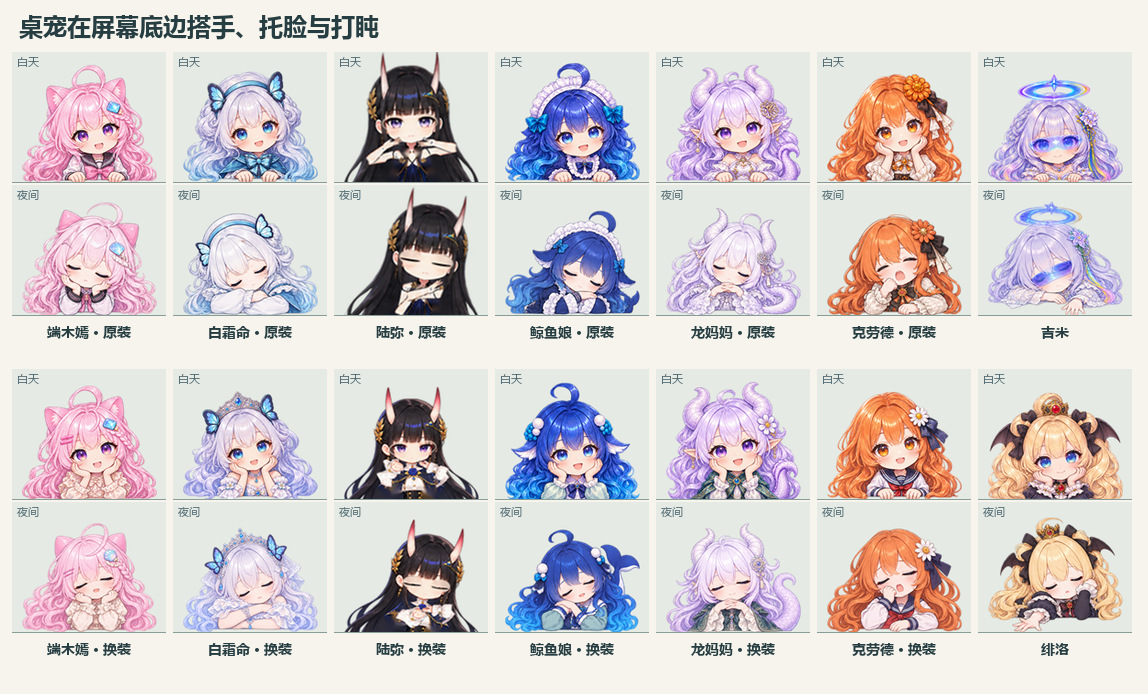 桌宠在屏幕底边搭手、托脸与打盹
白天 白天 白天 白天 白天 白天 白天
夜间 夜间 夜间 夜间 夜间 夜间 夜间
端木嫣・原装 白霜命・原装 陆弥・原装 鲸鱼娘・原装 龙妈妈・原装 克劳德・原装 吉米
白天 白天 白天 白天 白天 白天 白天
夜间 夜间 夜间 夜间 夜间 夜间 夜间
端木嫣・换装 白霜命・换装 陆弥・换装 鲸鱼娘・换装 龙妈妈・换装 克劳德・换装 绯洛